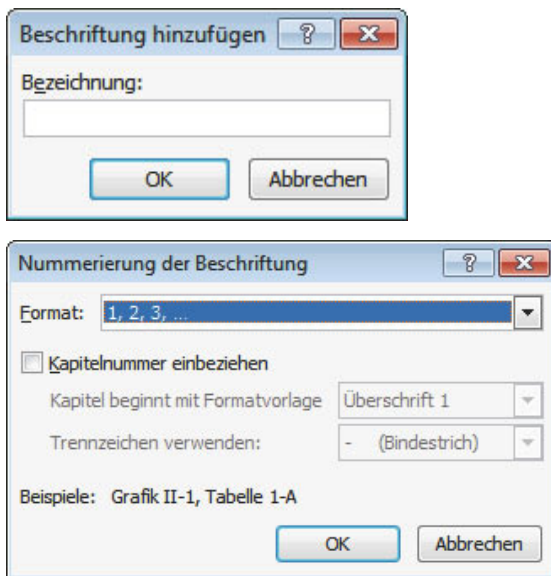 Beschriftung hinzufügen
Bezeichnung:
OK Abbrechen
Nummerierung der Beschriftung
Format: 1, 2, 3, ...
Kapitelnummer einbeziehen
Kapitel beginnt mit Formatvorlage Überschrift 1
Trennzeichen verwenden: - (Bindestrich)
Beispiele: Grafik II-1, Tabelle 1-A
OK Abbrechen